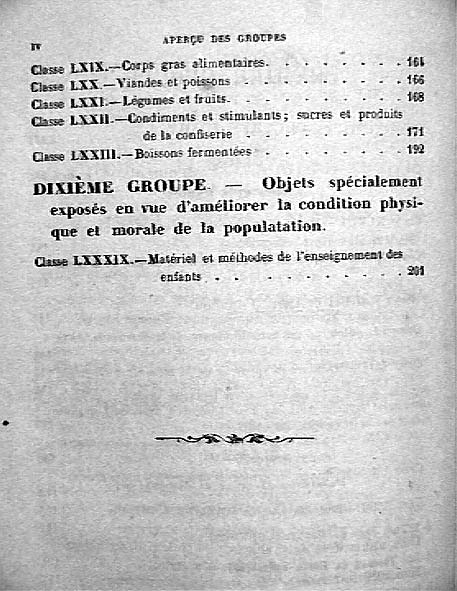 IV
APERÇU DES GROUPES
Classe LXIX.—Corps gras alimentaires. . . . . . . . 164
Classe LXX.—Viandes et poissons . . . . . . . . . 166
Classe LXXI.—Légumes et fruits. . . . . . . . . . 168
Classe LXXII.—Condiments et stimulants; sucres et produits
de la confiserie . . . . . . . . . 171
Classe LXXIII.—Boissons fermentées . . . . . . . . 192
DIXIÈME GROUPE. — Objets spécialement
exposés en vue d'améliorer la condition physi-
que et morale de la populatation.
Classe LXXXIX.—Matériel et méthodes de l'enseignement des
enfants . . . . . . . . . . 201